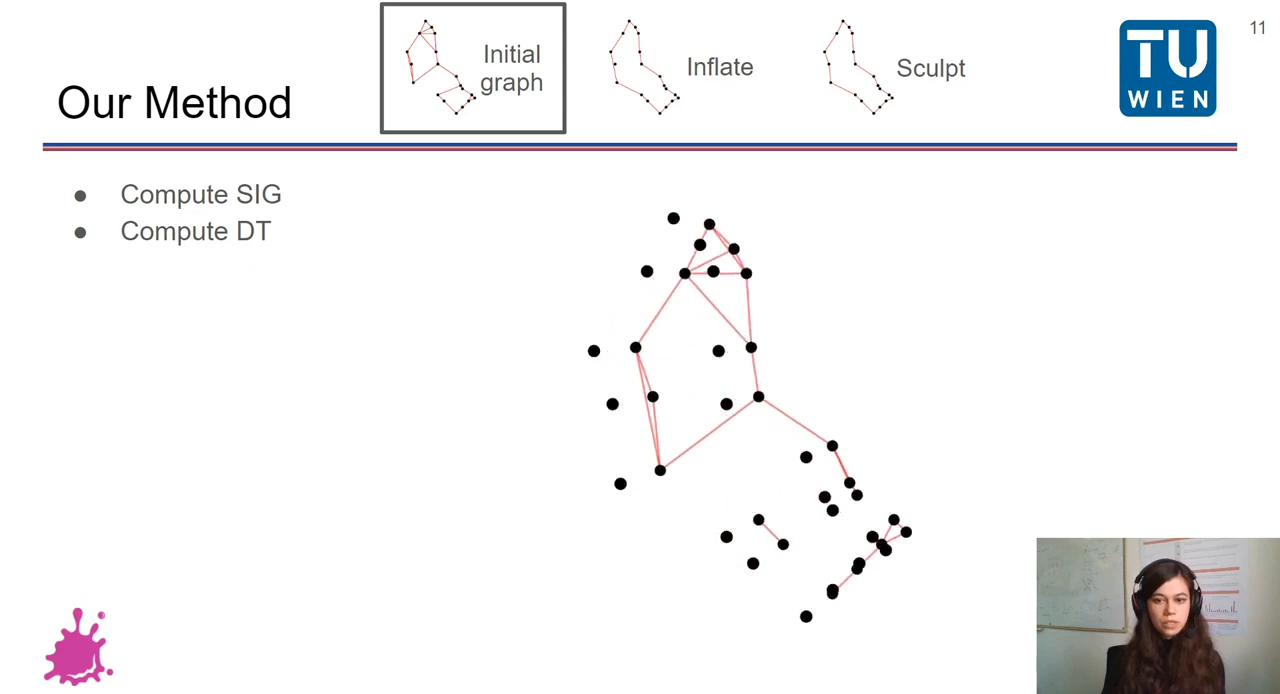 Initial
graph
Inflate
Sculpt
TU
WIEN
11
Our Method
● Compute SIG
● Compute DT